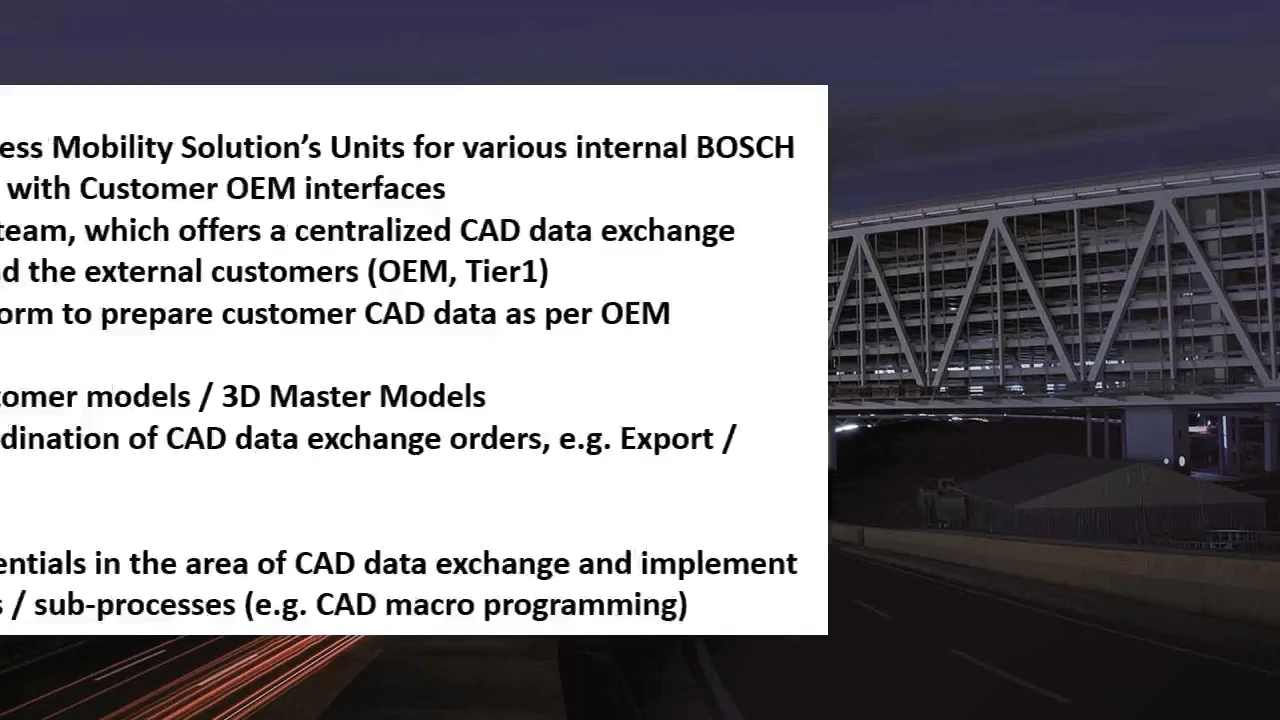 ess Mobility Solution's Units for various internal BOSCH
with Customer OEM interfaces
team, which offers a centralized CAD data exchange
d the external customers (OEM, Tier1)
orm to prepare customer CAD data as per OEM
tomer models / 3D Master Models
dination of CAD data exchange orders, e.g. Export /
entials in the area of CAD data exchange and implement
s / sub-processes (e.g. CAD macro programming)